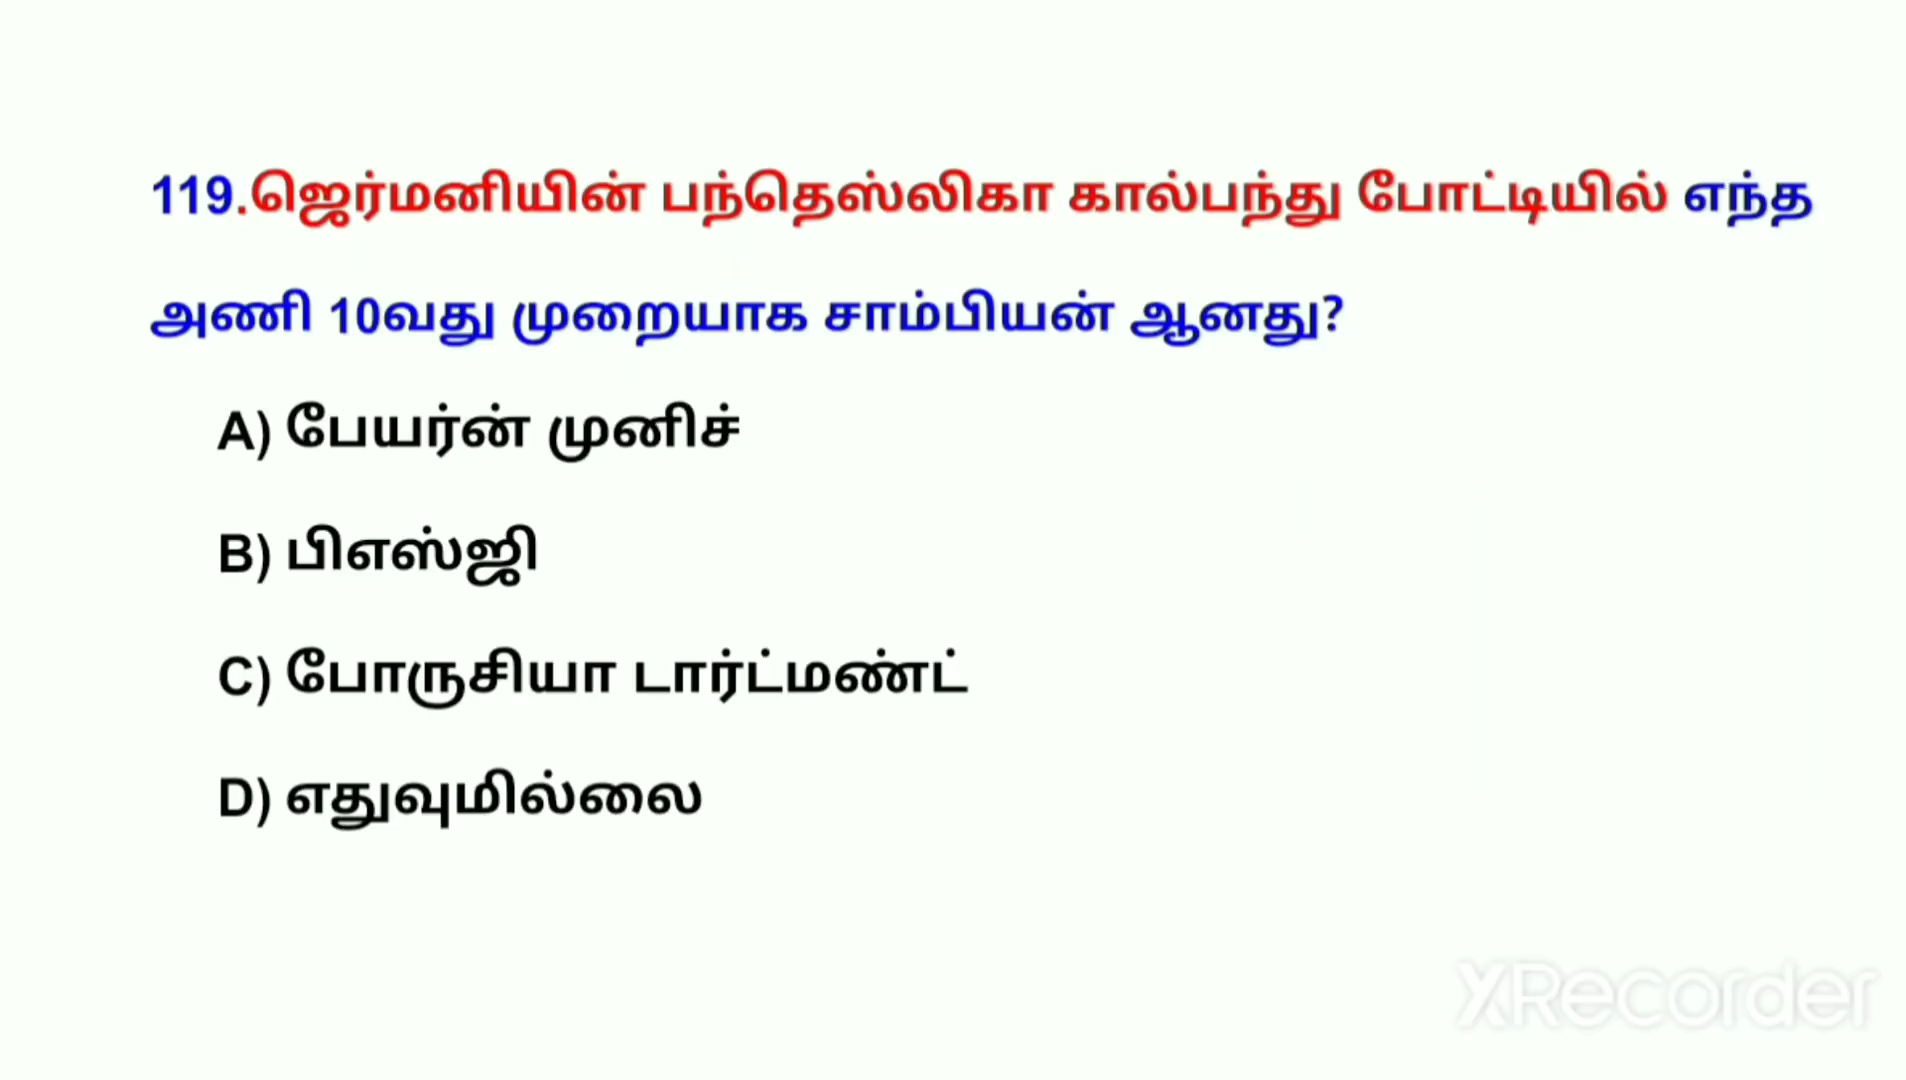 119.ஜெர்மனியின் பந்தெஸ்லிகா கால்பந்து போட்டியில் எந்த
அணி 10வது முறையாக சாம்பியன் ஆனது?
A) பேயர்ன் முனிச்
B) பிஎஸ்ஜி
C) போருசியா டார்ட்மண்ட்
D) எதுவுமில்லை
XRecorder